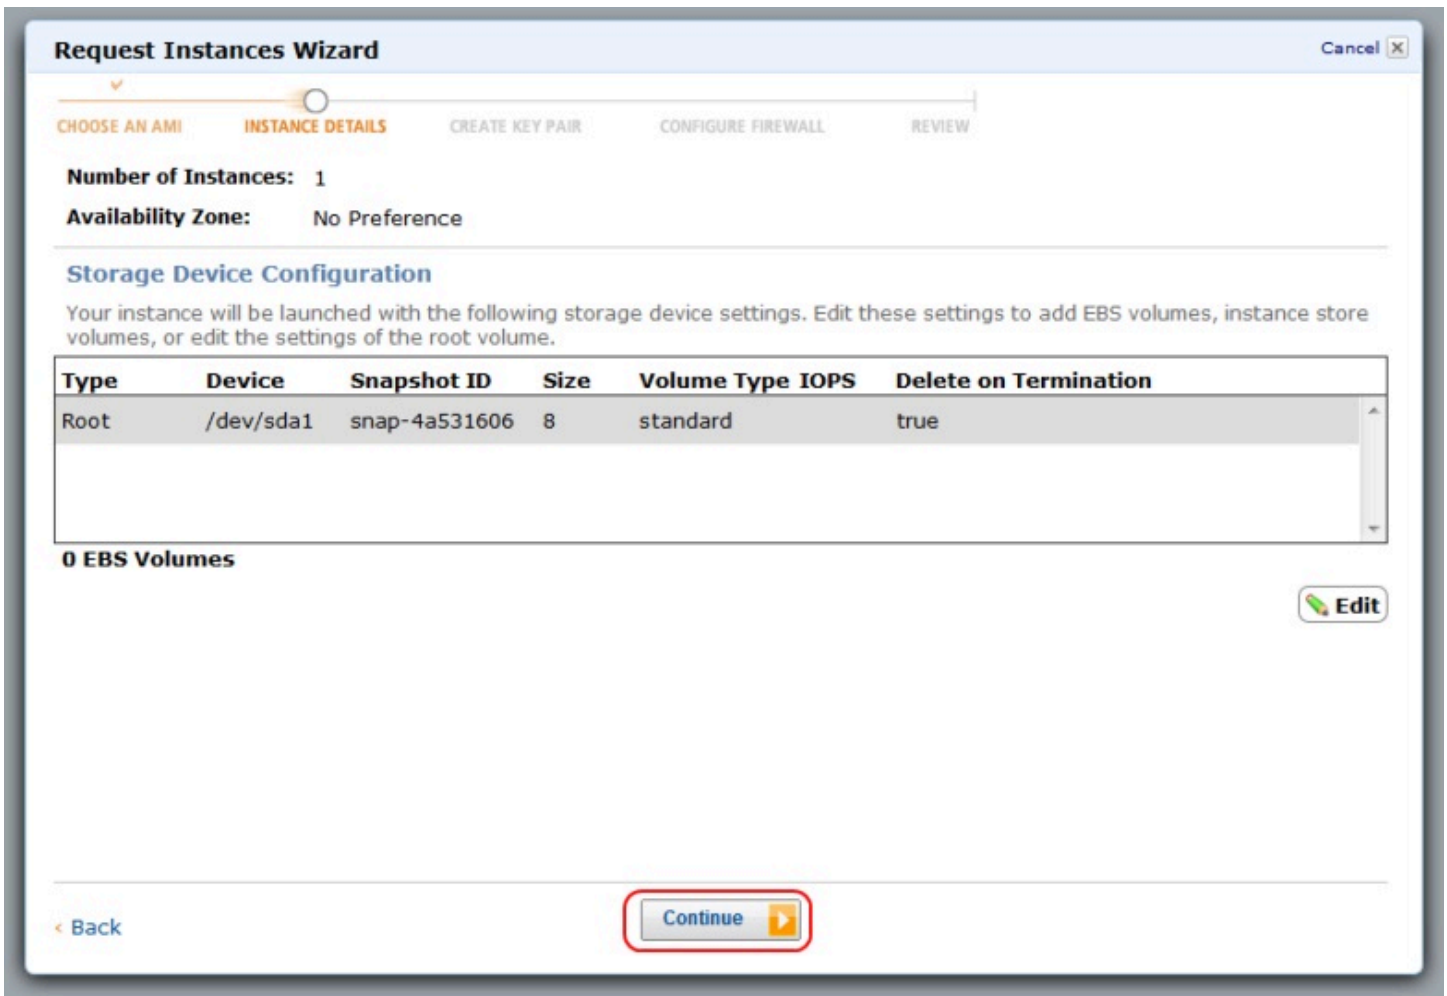 Request Instances Wizard
Cancel
CHOOSE AN AMI INSTANCE DETAILS CREATE KEY PAIR CONFIGURE FIREWALL REVIEW
Number of Instances: 1
Availability Zone: No Preference
Storage Device Configuration
Your instance will be launched with the following storage device settings. Edit these settings to add EBS volumes, instance store
volumes, or edit the settings of the root volume.
Type Device Snapshot ID Size Volume Type IOPS Delete on Termination
Root /dev/sda1 snap-4a531606 8 standard true
0 EBS Volumes
Edit
< Back
Continue